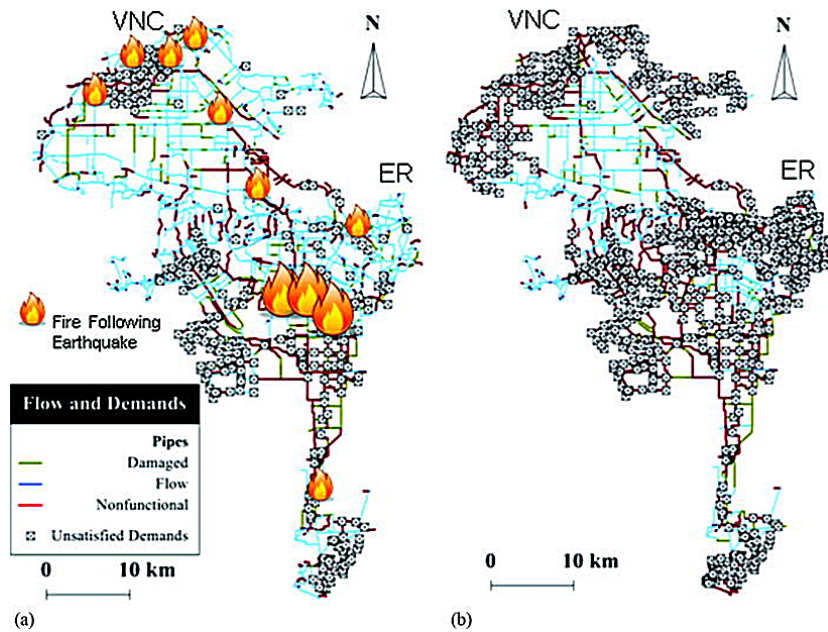 VNC
N
ER
Fire Following
Earthquake
Flow and Demands
Pipes
Damaged
Flow
Nonfunctional
Unsatisfied Demands
0 10 km
(a)
VNC
N
ER
0 10 km
(b)